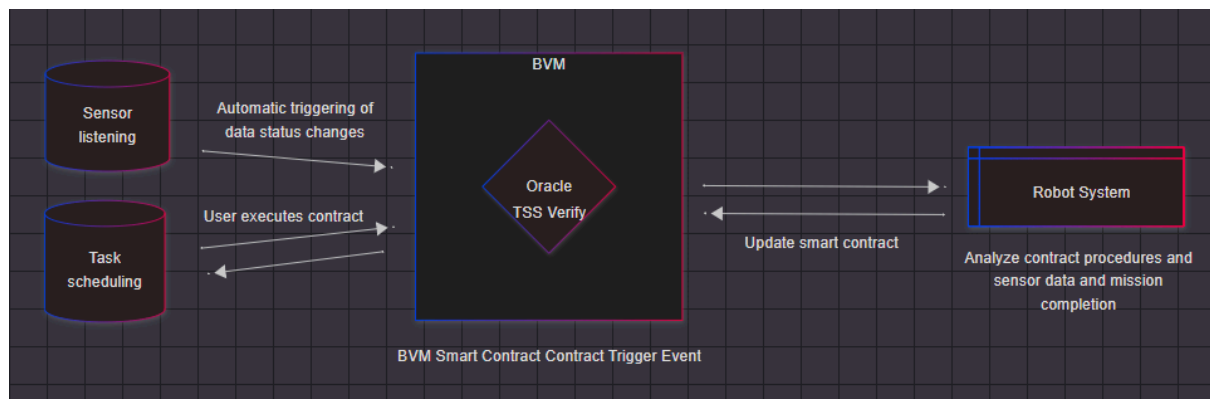 Sensor
listening
Automatic triggering of
data status changes
BVM
Oracle
TSS Verify
Robot System
User executes contract
Task
scheduling
Update smart contract
Analyze contract procedures and
sensor data and mission
completion
BVM Smart Contract Contract Trigger Event